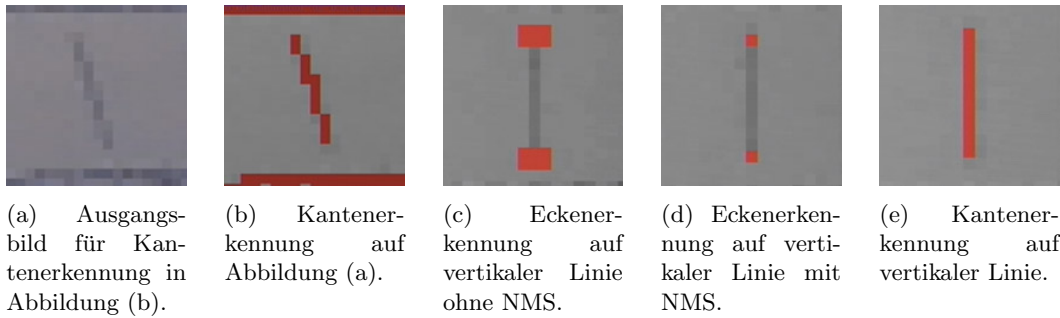 (a) Ausgangs-
bild für Kan-
tenerkennung in
Abbildung (b).
(b) Kantener-
kennung auf
Abbildung (a).
(c) Eckener-
kennung auf
vertikaler Linie
ohne NMS.
(d) Eckenerken-
nung auf verti-
kaler Linie mit
NMS.
(e) Kantener-
kennung auf
vertikaler Linie.